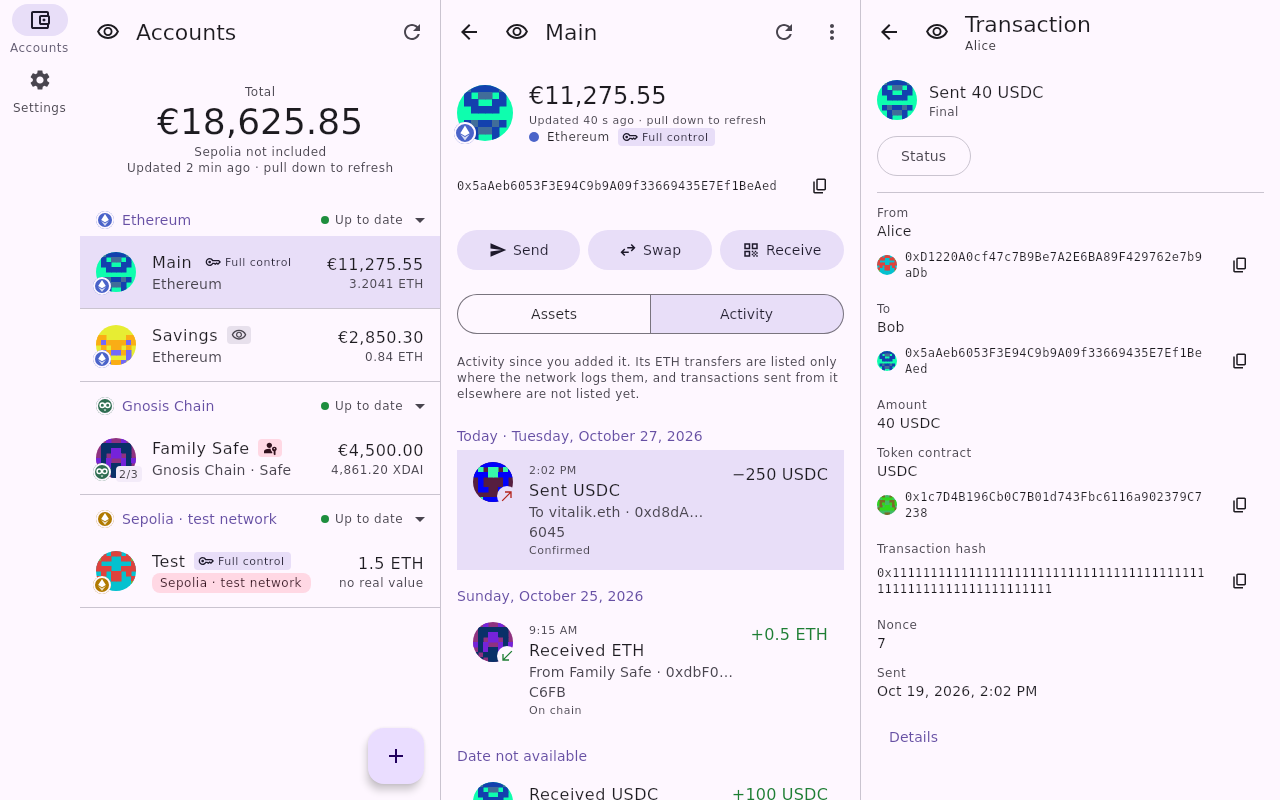 Accounts
Settings
Accounts
Total
€18,625.85
Sepolia not included
Updated 2 min ago · pull down to refresh
Ethereum
Up to date
Main
Full control
€11,275.55
Ethereum
3.2041 ETH
Savings
€2,850.30
Ethereum
0.84 ETH
Gnosis Chain
Up to date
Family Safe
€4,500.00
2/3
Gnosis Chain · Safe
4,861.20 XDAI
Sepolia · test network
Up to date
Test
Full control
1.5 ETH
Sepolia · test network
no real value
Main
€11,275.55
Updated 40 s ago · pull down to refresh
Ethereum
Full control
0x5aAeb6053F3E94C9b9A09f33669435E7Ef1BeAed
Send
Swap
Receive
Assets
Activity
Activity since you added it. Its ETH transfers are listed only
where the network logs them, and transactions sent from it
elsewhere are not listed yet.
Today · Tuesday, October 27, 2026
2:02 PM
Sent USDC
−250 USDC
To vitalik.eth · 0xd8dA…
6045
Confirmed
Sunday, October 25, 2026
9:15 AM
Received ETH
+0.5 ETH
From Family Safe · 0xdbF0…
C6FB
On chain
Date not available
Received USDC
+100 USDC
Transaction
Alice
Sent 40 USDC
Final
Status
From
Alice
0xD1220A0cf47c7B9Be7A2E6BA89F429762e7b9
aDb
To
Bob
0x5aAeb6053F3E94C9b9A09f33669435E7Ef1Be
Aed
Amount
40 USDC
Token contract
USDC
0x1c7D4B196Cb0C7B01d743Fbc6116a902379C7
238
Transaction hash
0x11111111111111111111111111111111111111111
11111111111111111111111
Nonce
7
Sent
Oct 19, 2026, 2:02 PM
Details